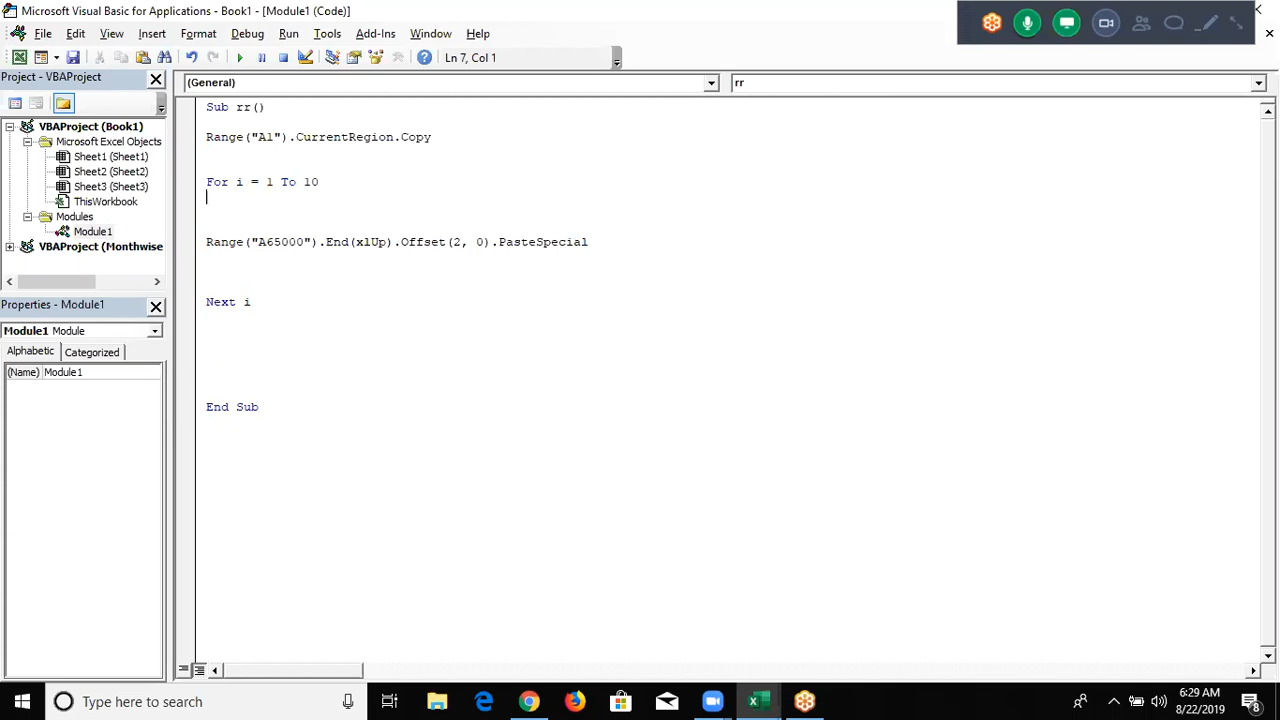 Microsoft Visual Basic for Applications - Book1 - [Module1 (Code)]
File Edit View Insert Format Debug Run Tools Add-Ins Window Help
Ln 7, Col 1
Project - VBAProject
(General)
rr
VBAProject (Book1)
Microsoft Excel Objects
Sheet1 (Sheet1)
Sheet2 (Sheet2)
Sheet3 (Sheet3)
ThisWorkbook
Modules
Module1
VBAProject (Monthwise
Properties - Module1
Module1 Module
Alphabetic Categorized
(Name) Module1
Sub rr()
Range("A1").CurrentRegion.Copy
For i = 1 To 10
Range("A65000").End(xlUp).Offset(2, 0).PasteSpecial
Next i
End Sub
Type here to search
6:29 AM
8/22/2019
8